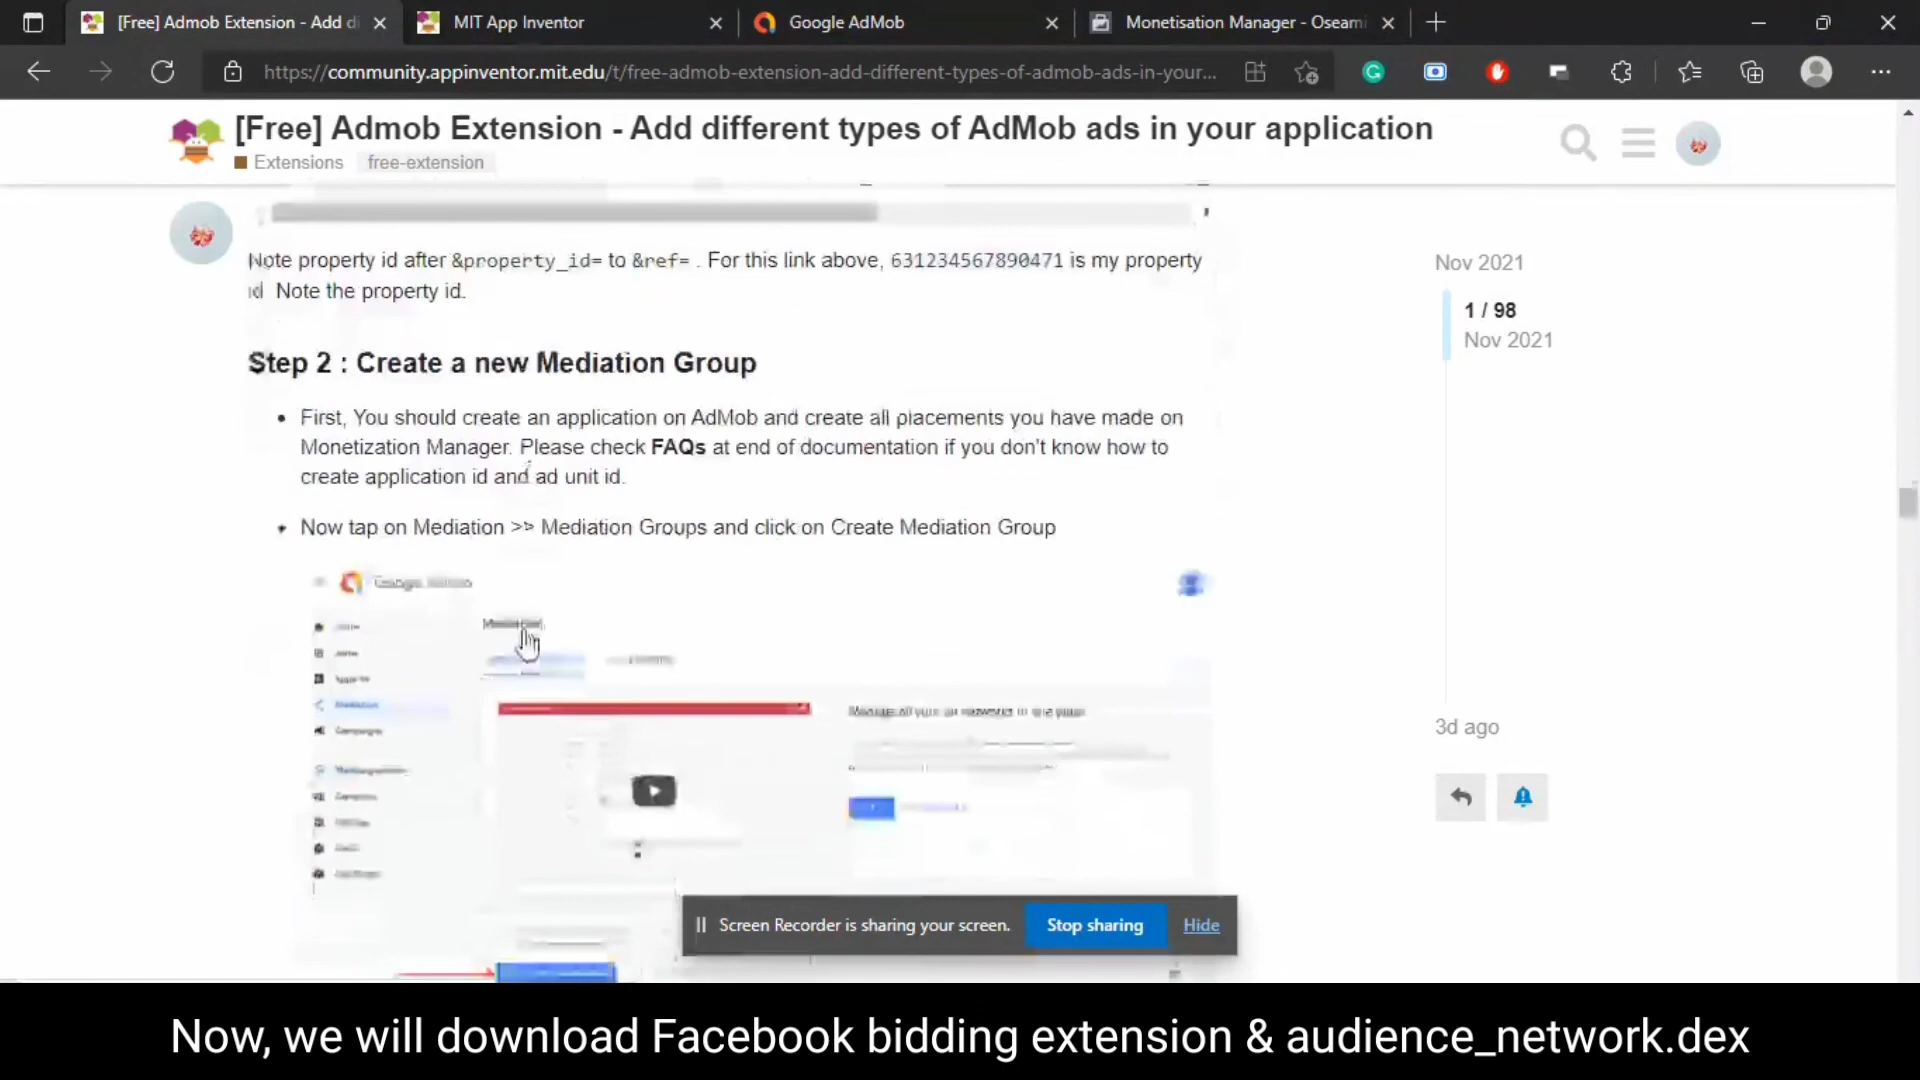 [Free] Admob Extension - Add di
MIT App Inventor
Google AdMob
Monetisation Manager - Oseami
https://community.appinventor.mit.edu/t/free-admob-extension-add-different-types-of-admob-ads-in-your...
[Free] Admob Extension - Add different types of AdMob ads in your application
Extensions free-extension
Note property id after &property_id= to &ref= . For this link above, 631234567890471 is my property
id Note the property id.
Nov 2021
1 / 98
Nov 2021
Step 2 : Create a new Mediation Group
• First, You should create an application on AdMob and create all placements you have made on
Monetization Manager. Please check FAQs at end of documentation if you don't know how to
create application id and ad unit id.
• Now tap on Mediation >> Mediation Groups and click on Create Mediation Group
Mediation
Campaigns
3d ago
Screen Recorder is sharing your screen.
Stop sharing
Hide
Now, we will download Facebook bidding extension & audience_network.dex